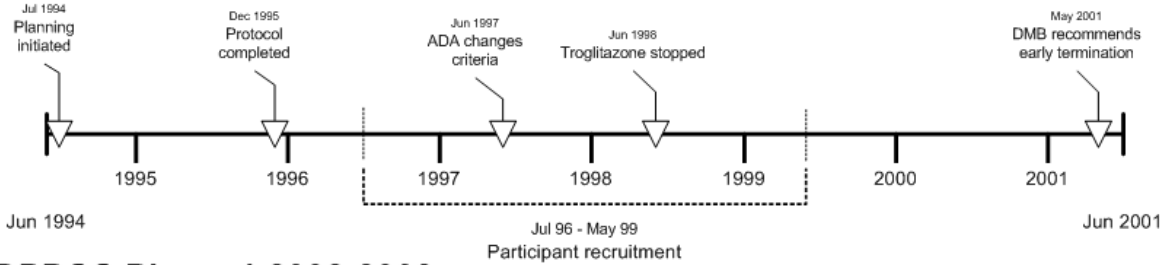 Jul 1994
Planning
initiated
Dec 1995
Protocol
completed
Jun 1997
ADA changes
criteria
Jun 1998
Troglitazone stopped
May 2001
DMB recommends
early termination
1995
1996
1997
1998
1999
2000
2001
Jun 1994
Jun 2001
Jul 96 - May 99
Participant recruitment